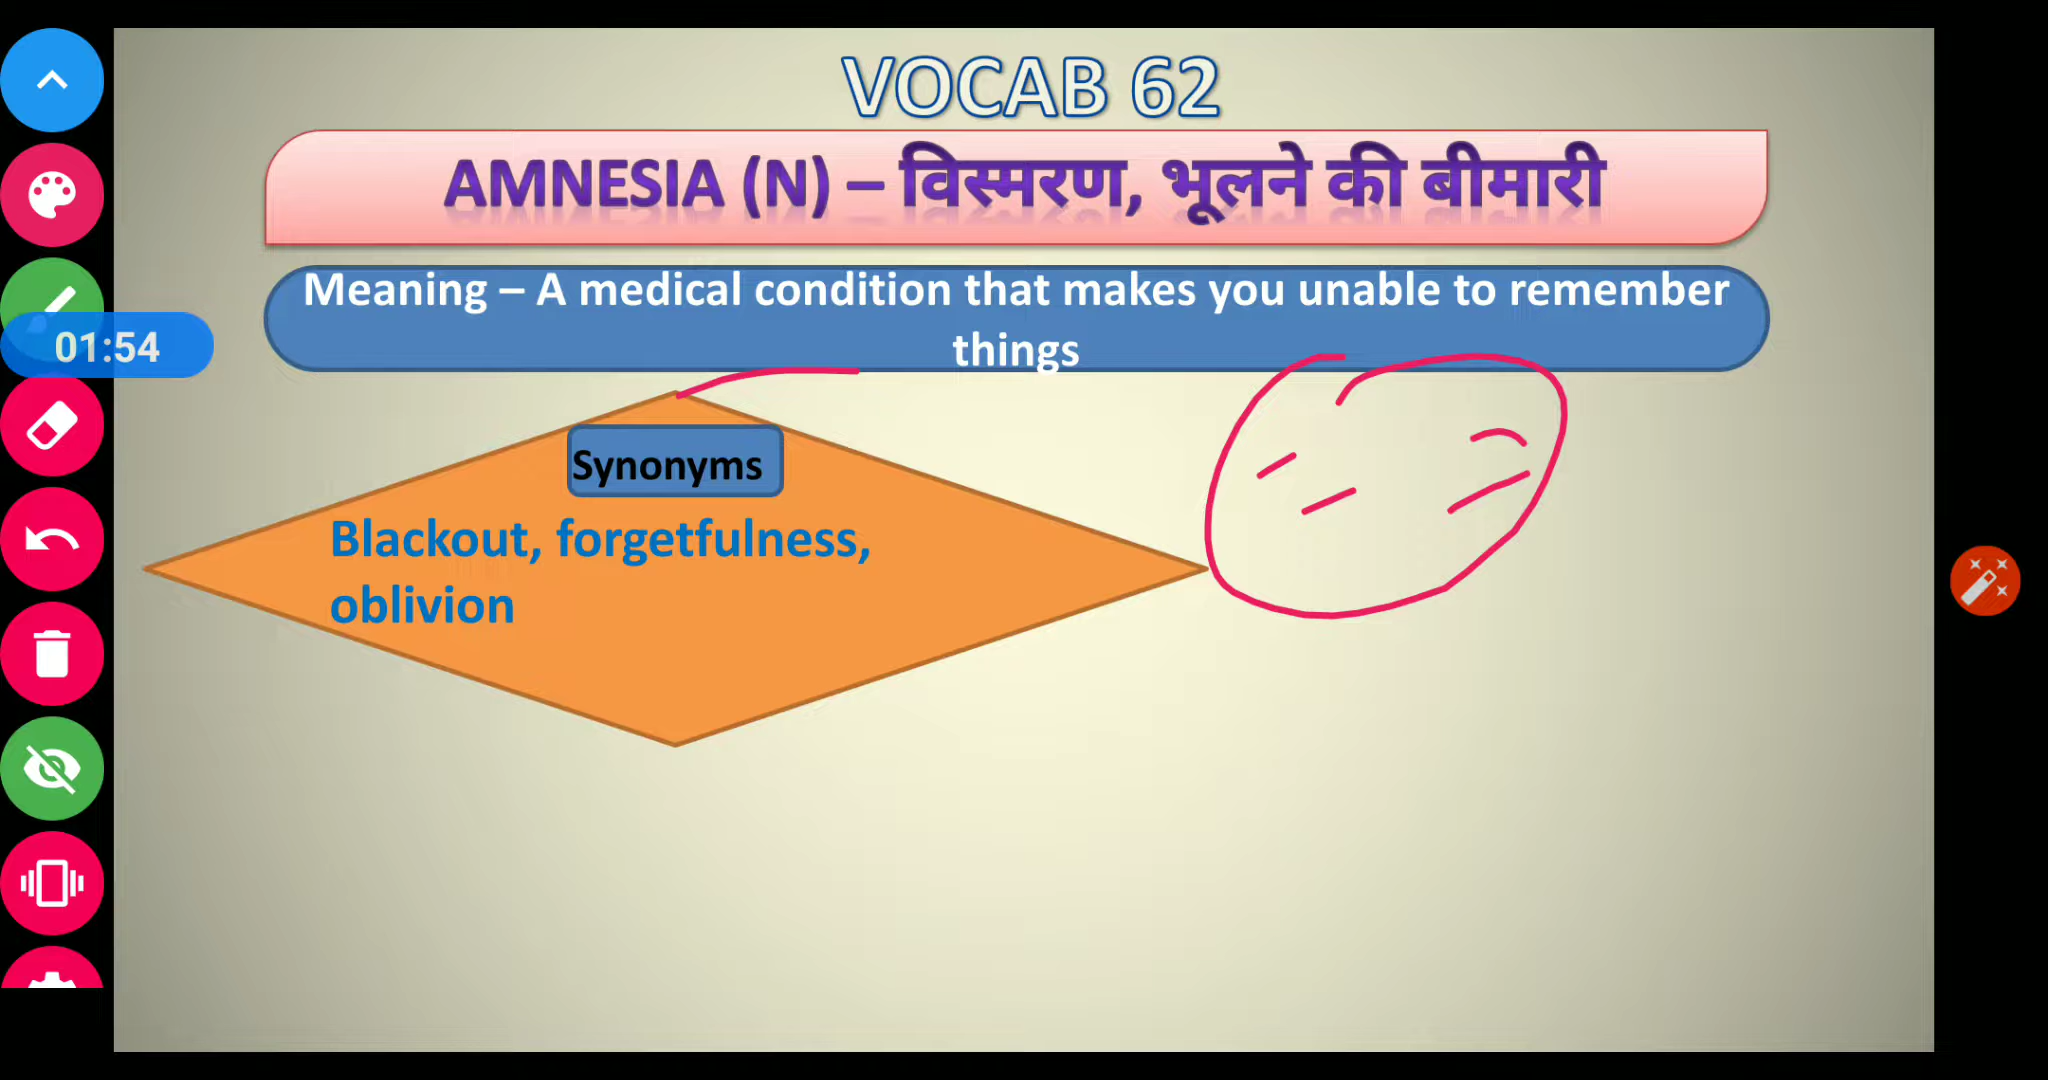 VOCAB 62
AMNESIA (N) – विस्मरण, भूलने की बीमारी
Meaning – A medical condition that makes you unable to remember
things
01:54
Synonyms
Blackout, forgetfulness,
oblivion